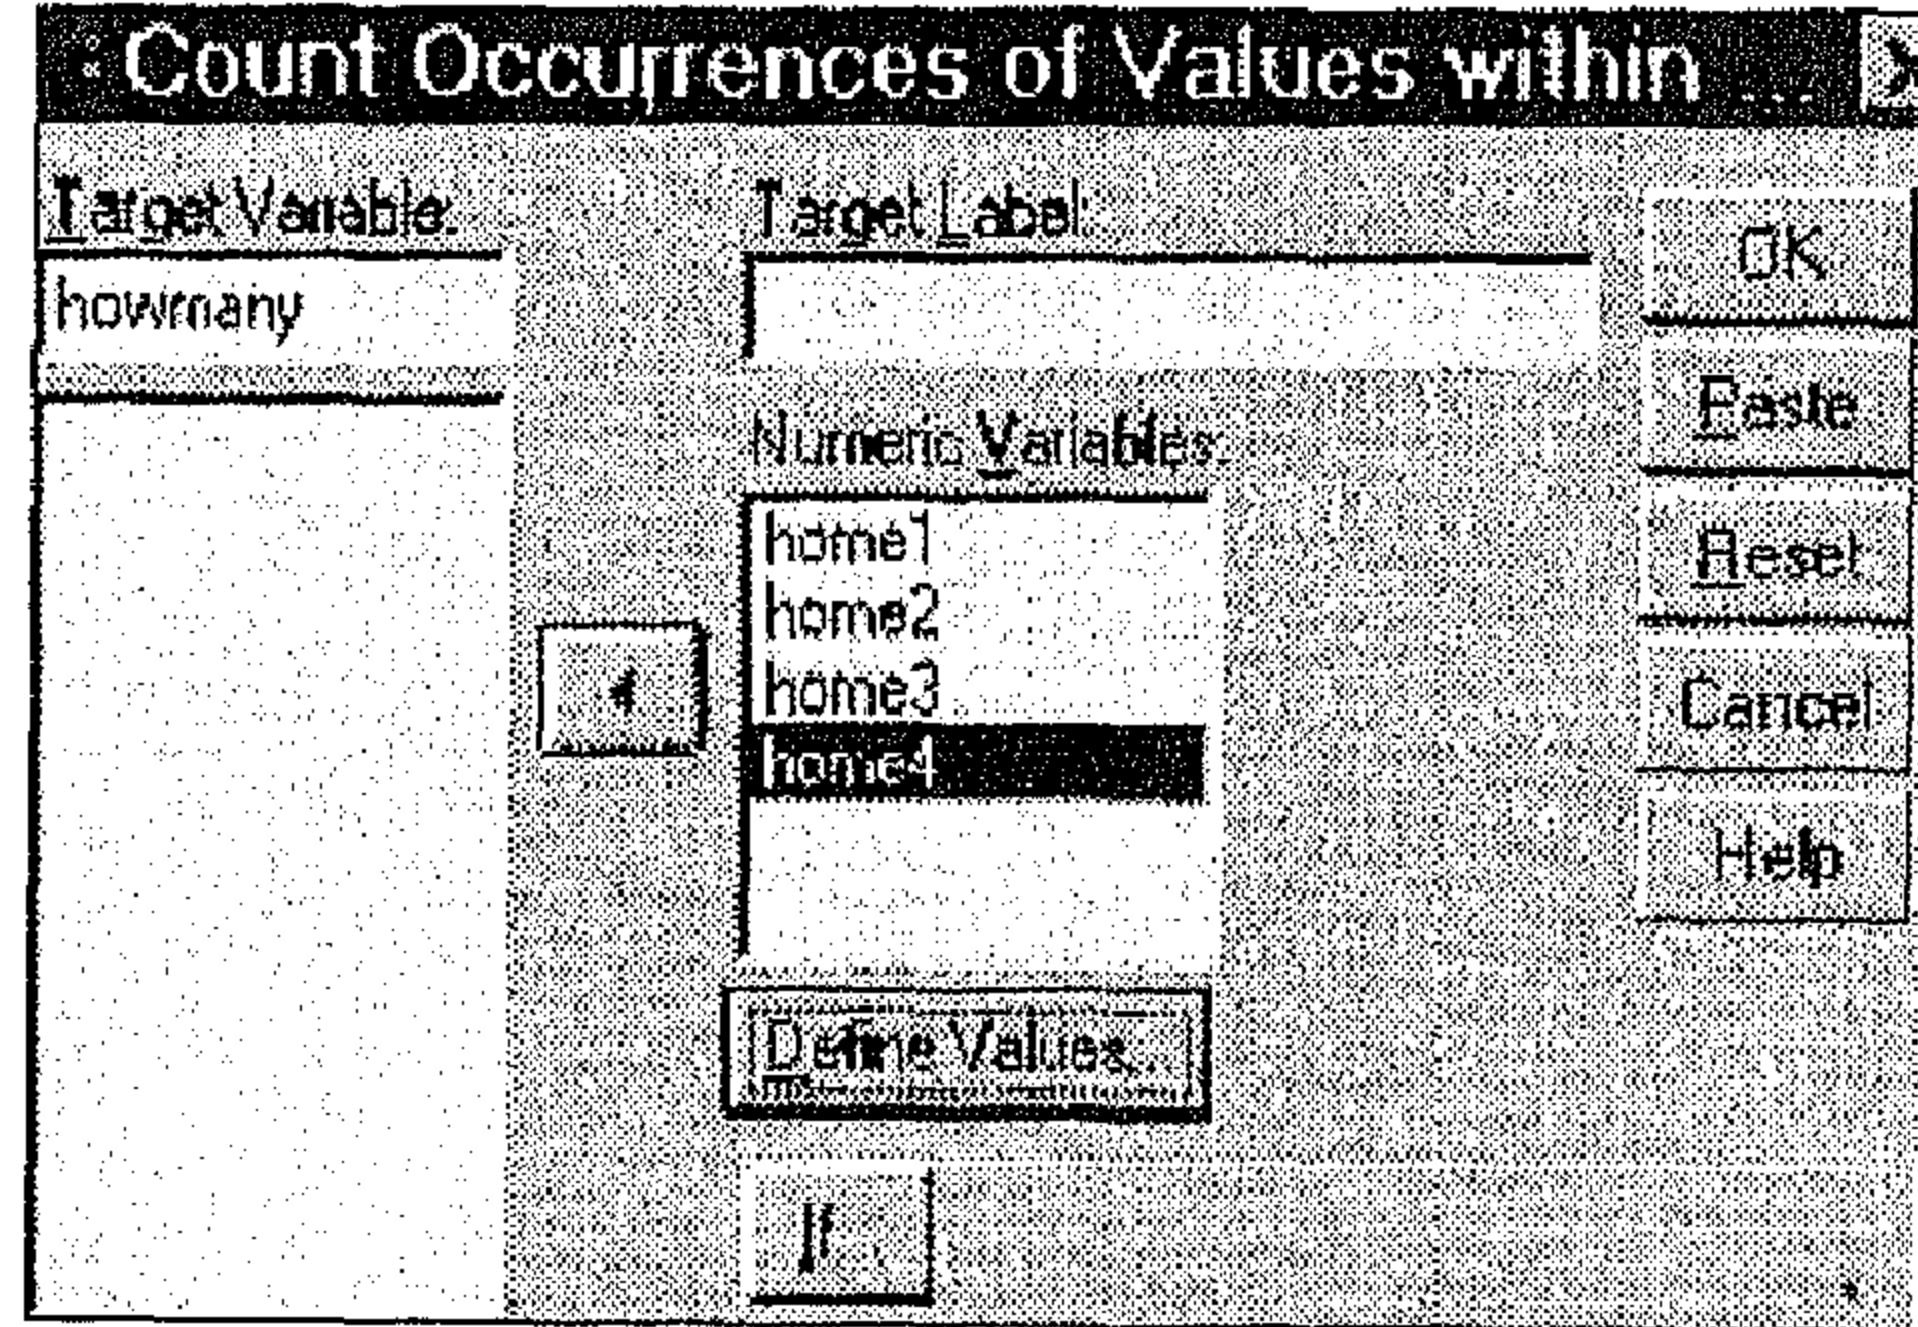 Count Occurrences of Values within ...
Target Variable:
howmany
Target Label:
Numeric Variables:
home1
home2
home3
home4
Define Values...
If...
OK
Paste
Reset
Cancel
Help